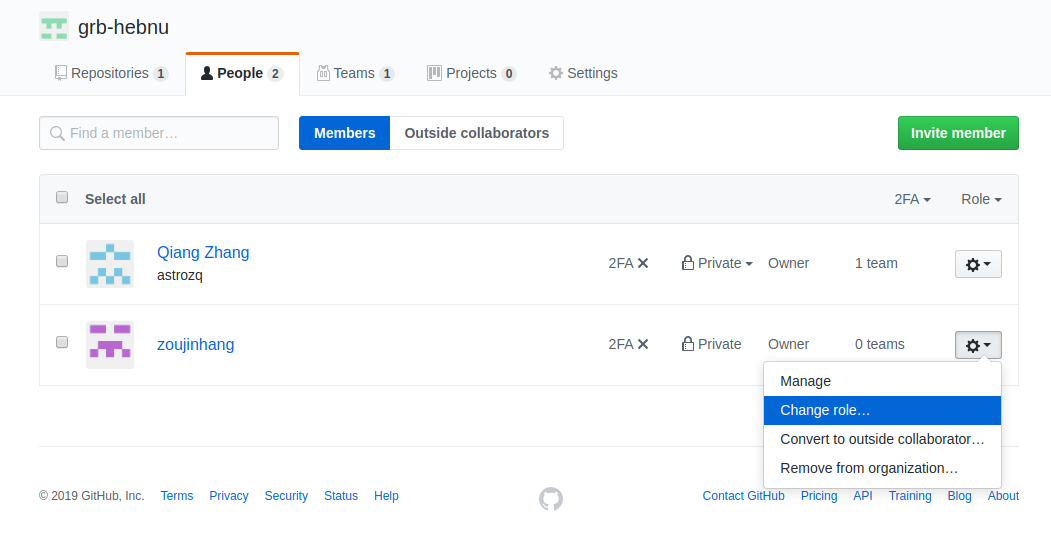 grb-hebnu
Repositories 1 People 2 Teams 1 Projects 0 Settings
Find a member… Members Outside collaborators Invite member
Select all 2FA Role
Qiang Zhang
astrozq
2FA Private Owner 1 team
zoujinhang 2FA Private Owner 0 teams
Manage
Change role…
Convert to outside collaborator…
Remove from organization…
© 2019 GitHub, Inc. Terms Privacy Security Status Help Contact GitHub Pricing API Training Blog About